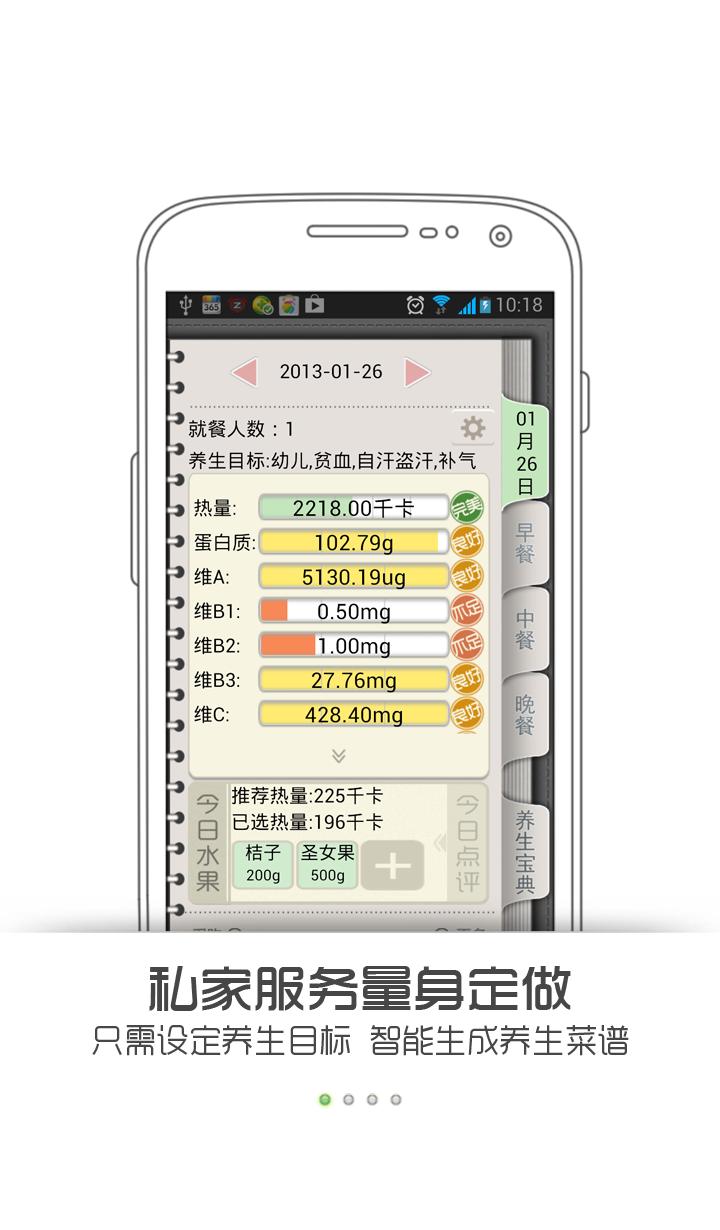 365
z
10:18
2013-01-26
01
月
26
日
就餐人数：1
养生目标:幼儿,贫血,自汗盗汗,补气
热量: 2218.00千卡 完美
蛋白质: 102.79g 良好
维A: 5130.19ug 良好
维B1: 0.50mg 不足
维B2: 1.00mg 不足
维B3: 27.76mg 良好
维C: 428.40mg 良好
早餐
中餐
晚餐
养生宝典
今日水果
推荐热量:225千卡
已选热量:196千卡
桔子 圣女果
200g 500g
今日点评
私家服务量身定做
只需设定养生目标 智能生成养生菜谱